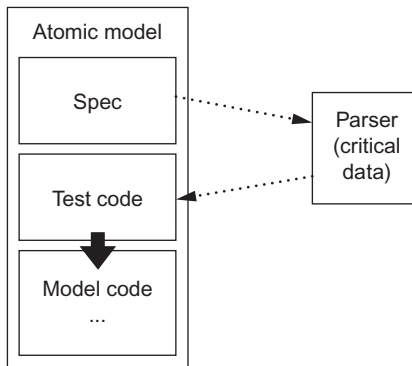 Atomic model
Spec
Parser
(critical
data)
Test code
Model code
...